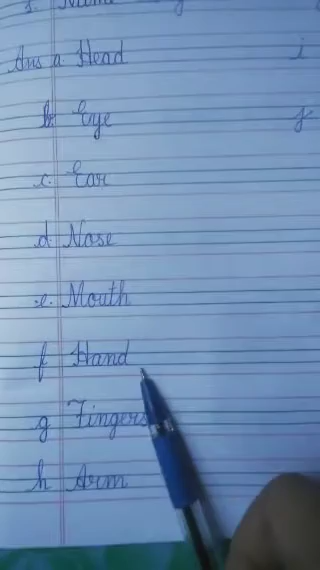 Ans a Head i
b. Eye j
c. Ear
d. Nose
e. Mouth
f Hand
g Fingers
h Arm